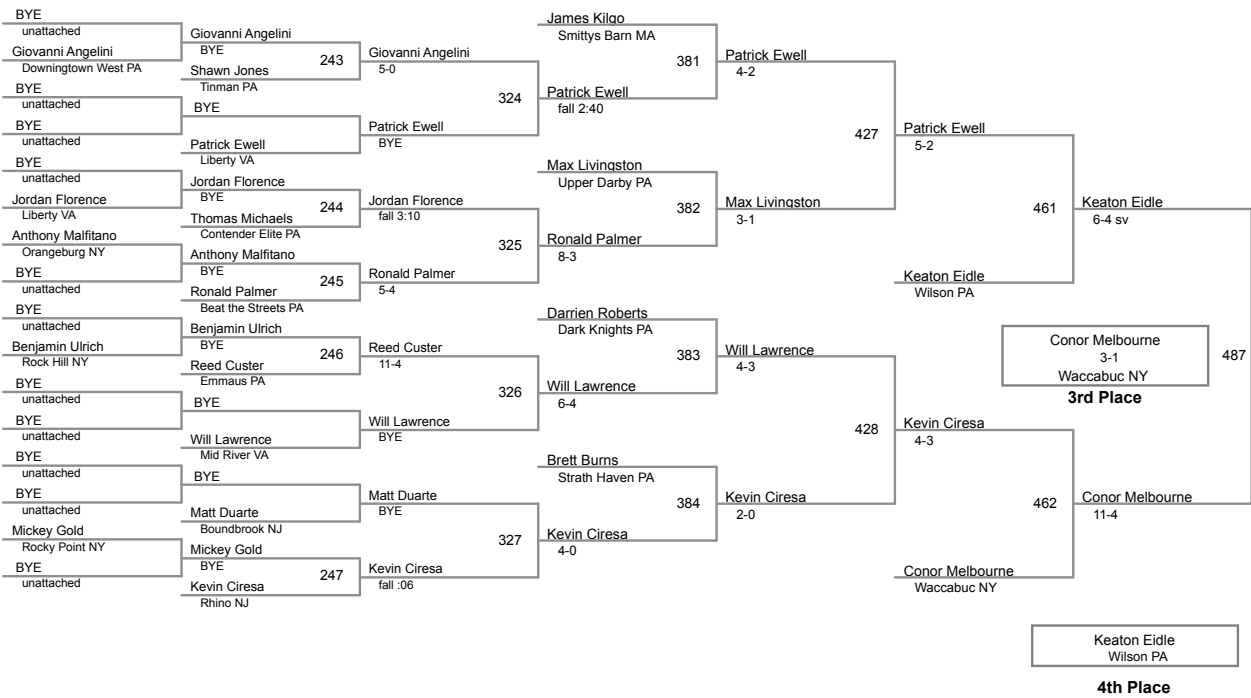 BYE
unattached
Giovanni Angelini
Downingtown West PA
BYE
unattached
BYE
unattached
BYE
unattached
Jordan Florence
Liberty VA
Anthony Malfitano
Orangeburg NY
BYE
unattached
BYE
unattached
Benjamin Ulrich
Rock Hill NY
BYE
unattached
BYE
unattached
BYE
unattached
BYE
unattached
Mickey Gold
Rocky Point NY
BYE
unattached
Giovanni Angelini
BYE
243
Shawn Jones
Tinman PA
BYE
Patrick Ewell
Liberty VA
Jordan Florence
BYE
244
Thomas Michaels
Contender Elite PA
Anthony Malfitano
BYE
245
Ronald Palmer
Beat the Streets PA
Benjamin Ulrich
BYE
246
Reed Custer
Emmaus PA
BYE
Will Lawrence
Mid River VA
BYE
Matt Duarte
Boundbrook NJ
Mickey Gold
BYE
247
Kevin Ciresa
Rhino NJ
Giovanni Angelini
5-0
324
Patrick Ewell
BYE
Jordan Florence
fall 3:10
325
Ronald Palmer
5-4
Reed Custer
11-4
326
Will Lawrence
BYE
Matt Duarte
BYE
327
Kevin Ciresa
fall :06
James Kilgo
Smittys Barn MA
381
Patrick Ewell
fall 2:40
Max Livingston
Upper Darby PA
382
Ronald Palmer
8-3
Darrien Roberts
Dark Knights PA
383
Will Lawrence
6-4
Brett Burns
Strath Haven PA
384
Kevin Ciresa
4-0
Patrick Ewell
4-2
427
Max Livingston
3-1
Will Lawrence
4-3
428
Kevin Ciresa
2-0
Patrick Ewell
5-2
461
Keaton Eidle
Wilson PA
Kevin Ciresa
4-3
462
Conor Melbourne
Waccabuc NY
Keaton Eidle
6-4 sv
Conor Melbourne
3-1
Waccabuc NY
487
3rd Place
Conor Melbourne
11-4
Keaton Eidle
Wilson PA
4th Place